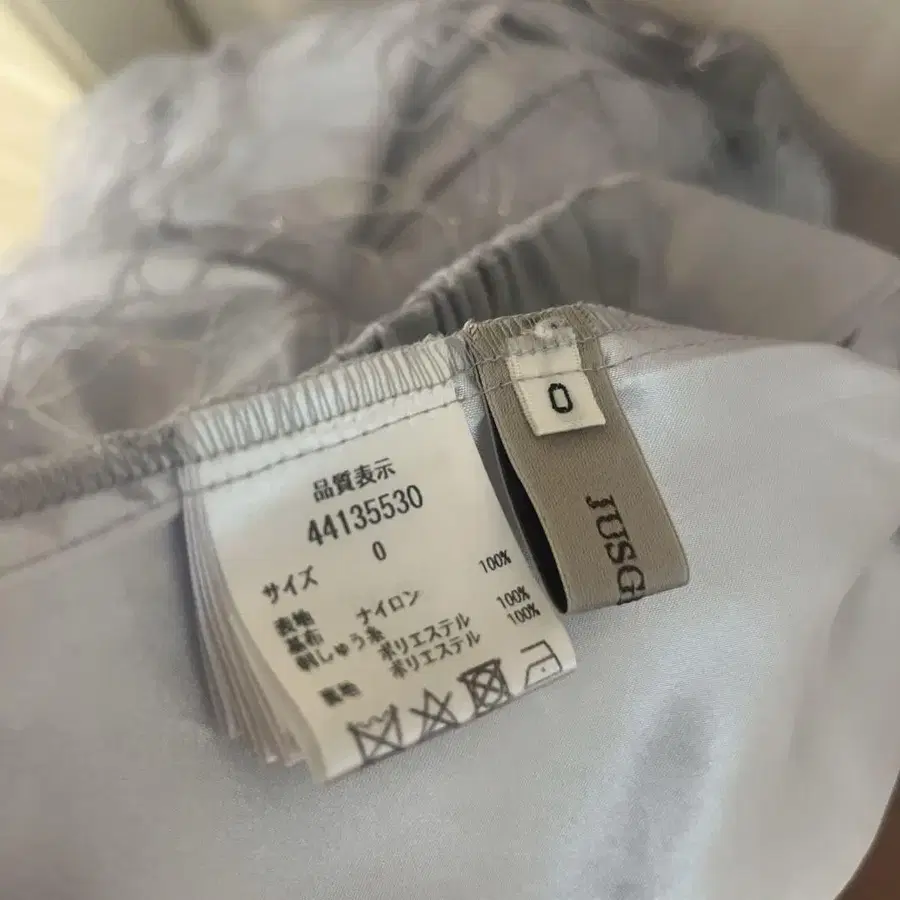 品質表示
44135530
サイズ 0
表地
基布 ナイロン 100%
刺しゅう糸 ポリエステル 100%
裏地 ポリエステル 100%
0
JUSG